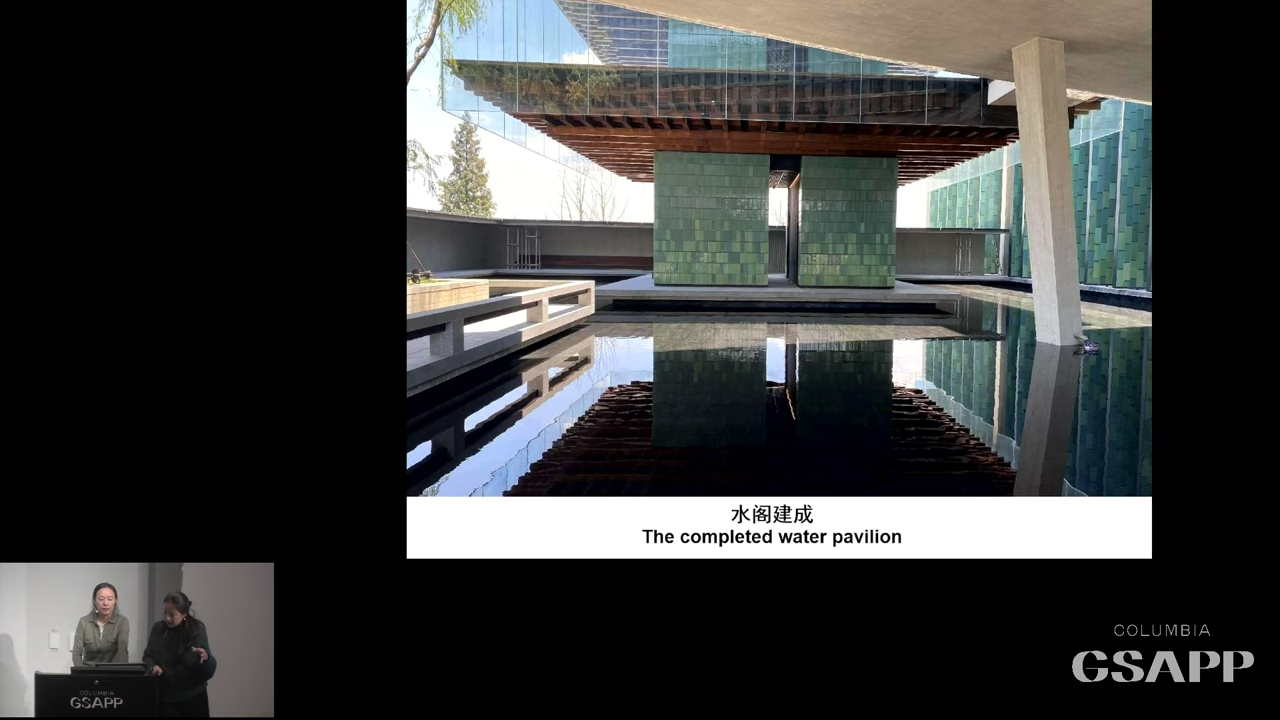 水阁建成
The completed water pavilion
COLUMBIA
GSAPP
COLUMBIA
GSAPP